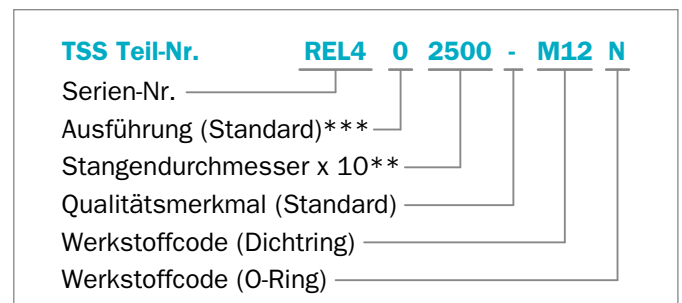 TSS Teil-Nr. REL4 0 2500 - M12 N
Serien-Nr.
Ausführung (Standard)***
Stangendurchmesser x 10**
Qualitätsmerkmal (Standard)
Werkstoffcode (Dichtring)
Werkstoffcode (O-Ring)